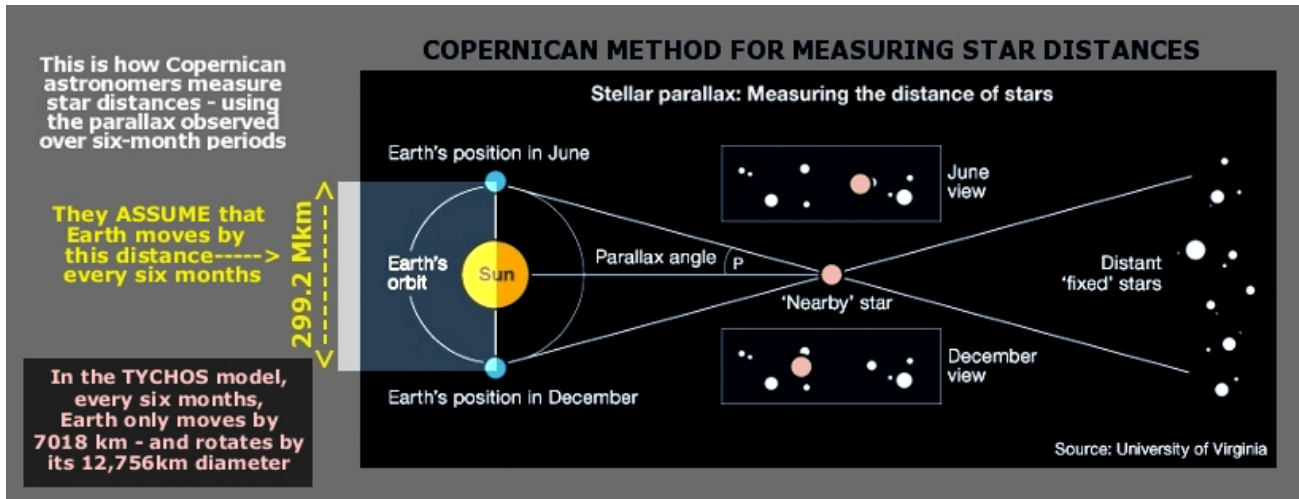 COPERNICAN METHOD FOR MEASURING STAR DISTANCES
This is how Copernican
astronomers measure
star distances - using
the parallax observed
over six-month periods
They ASSUME that
Earth moves by
this distance----->
every six months
299.2 Mkm
In the TYCHOS model,
every six months,
Earth only moves by
7018 km - and rotates by
its 12,756km diameter
Stellar parallax: Measuring the distance of stars
Earth's position in June
Earth's
orbit
Sun
Parallax angle
P
'Nearby' star
June
view
Distant
'fixed' stars
December
view
Earth's position in December
Source: University of Virginia